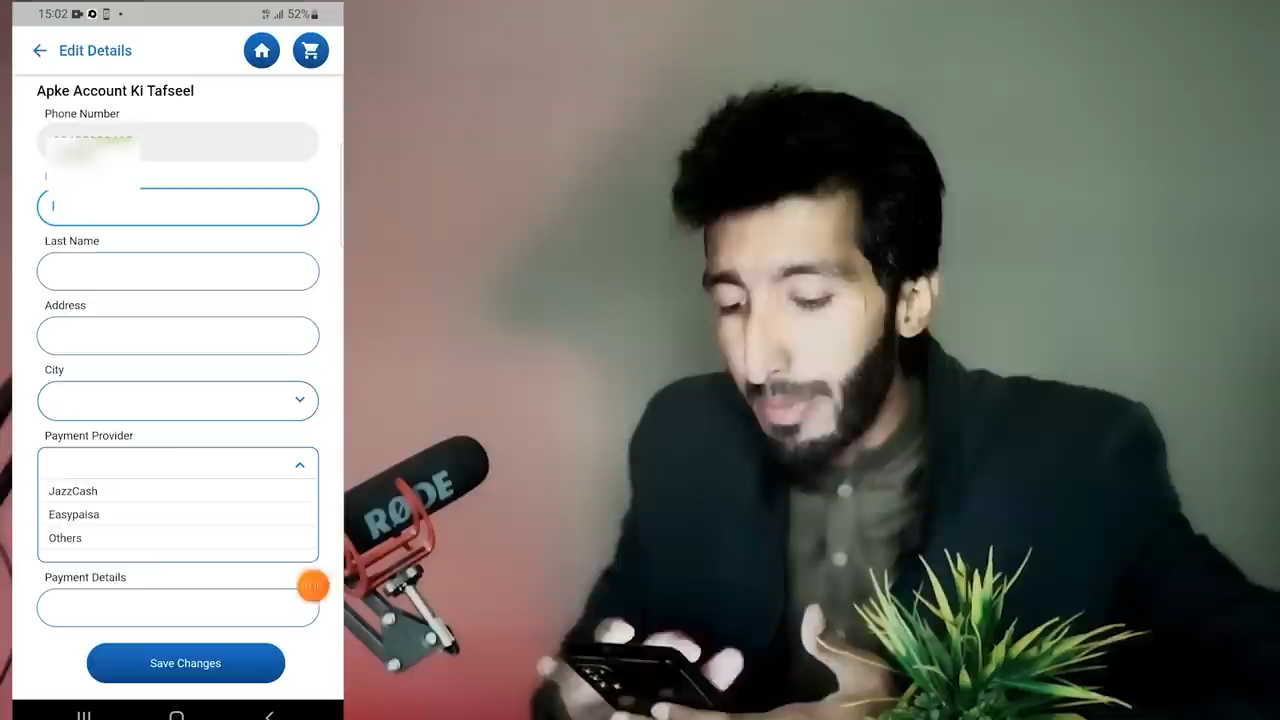 15:02
52%
Edit Details
Apke Account Ki Tafseel
Phone Number
Last Name
Address
City
Payment Provider
JazzCash
Easypaisa
Others
Payment Details
Save Changes
RØDE